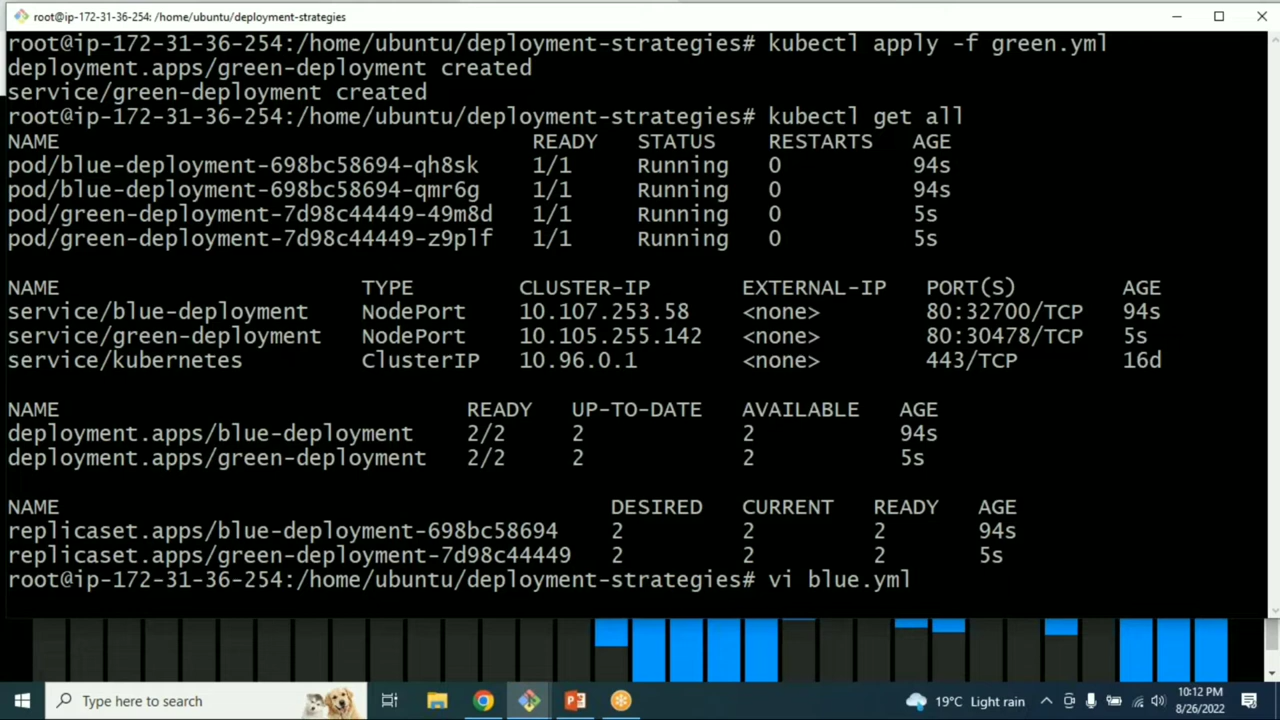 root@ip-172-31-36-254: /home/ubuntu/deployment-strategies
root@ip-172-31-36-254:/home/ubuntu/deployment-strategies# kubectl apply -f green.yml
deployment.apps/green-deployment created
service/green-deployment created
root@ip-172-31-36-254:/home/ubuntu/deployment-strategies# kubectl get all
NAME READY STATUS RESTARTS AGE
pod/blue-deployment-698bc58694-qh8sk 1/1 Running 0 94s
pod/blue-deployment-698bc58694-qmr6g 1/1 Running 0 94s
pod/green-deployment-7d98c44449-49m8d 1/1 Running 0 5s
pod/green-deployment-7d98c44449-z9plf 1/1 Running 0 5s
NAME TYPE CLUSTER-IP EXTERNAL-IP PORT(S) AGE
service/blue-deployment NodePort 10.107.253.58 <none> 80:32700/TCP 94s
service/green-deployment NodePort 10.105.255.142 <none> 80:30478/TCP 5s
service/kubernetes ClusterIP 10.96.0.1 <none> 443/TCP 16d
NAME READY UP-TO-DATE AVAILABLE AGE
deployment.apps/blue-deployment 2/2 2 2 94s
deployment.apps/green-deployment 2/2 2 2 5s
NAME DESIRED CURRENT READY AGE
replicaset.apps/blue-deployment-698bc58694 2 2 2 94s
replicaset.apps/green-deployment-7d98c44449 2 2 2 5s
root@ip-172-31-36-254:/home/ubuntu/deployment-strategies# vi blue.yml
Type here to search
19°C Light rain
10:12 PM
8/26/2022